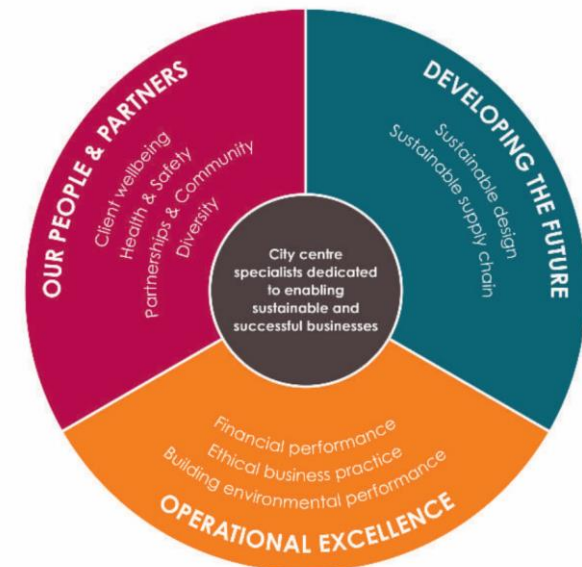 OUR PEOPLE & PARTNERS
Client wellbeing
Health & Safety
Partnerships & Community
Diversity
DEVELOPING THE FUTURE
Sustainable design
Sustainable supply chain
City centre
specialists dedicated
to enabling
sustainable and
successful businesses
Financial performance
Ethical business practice
Building environmental performance
OPERATIONAL EXCELLENCE